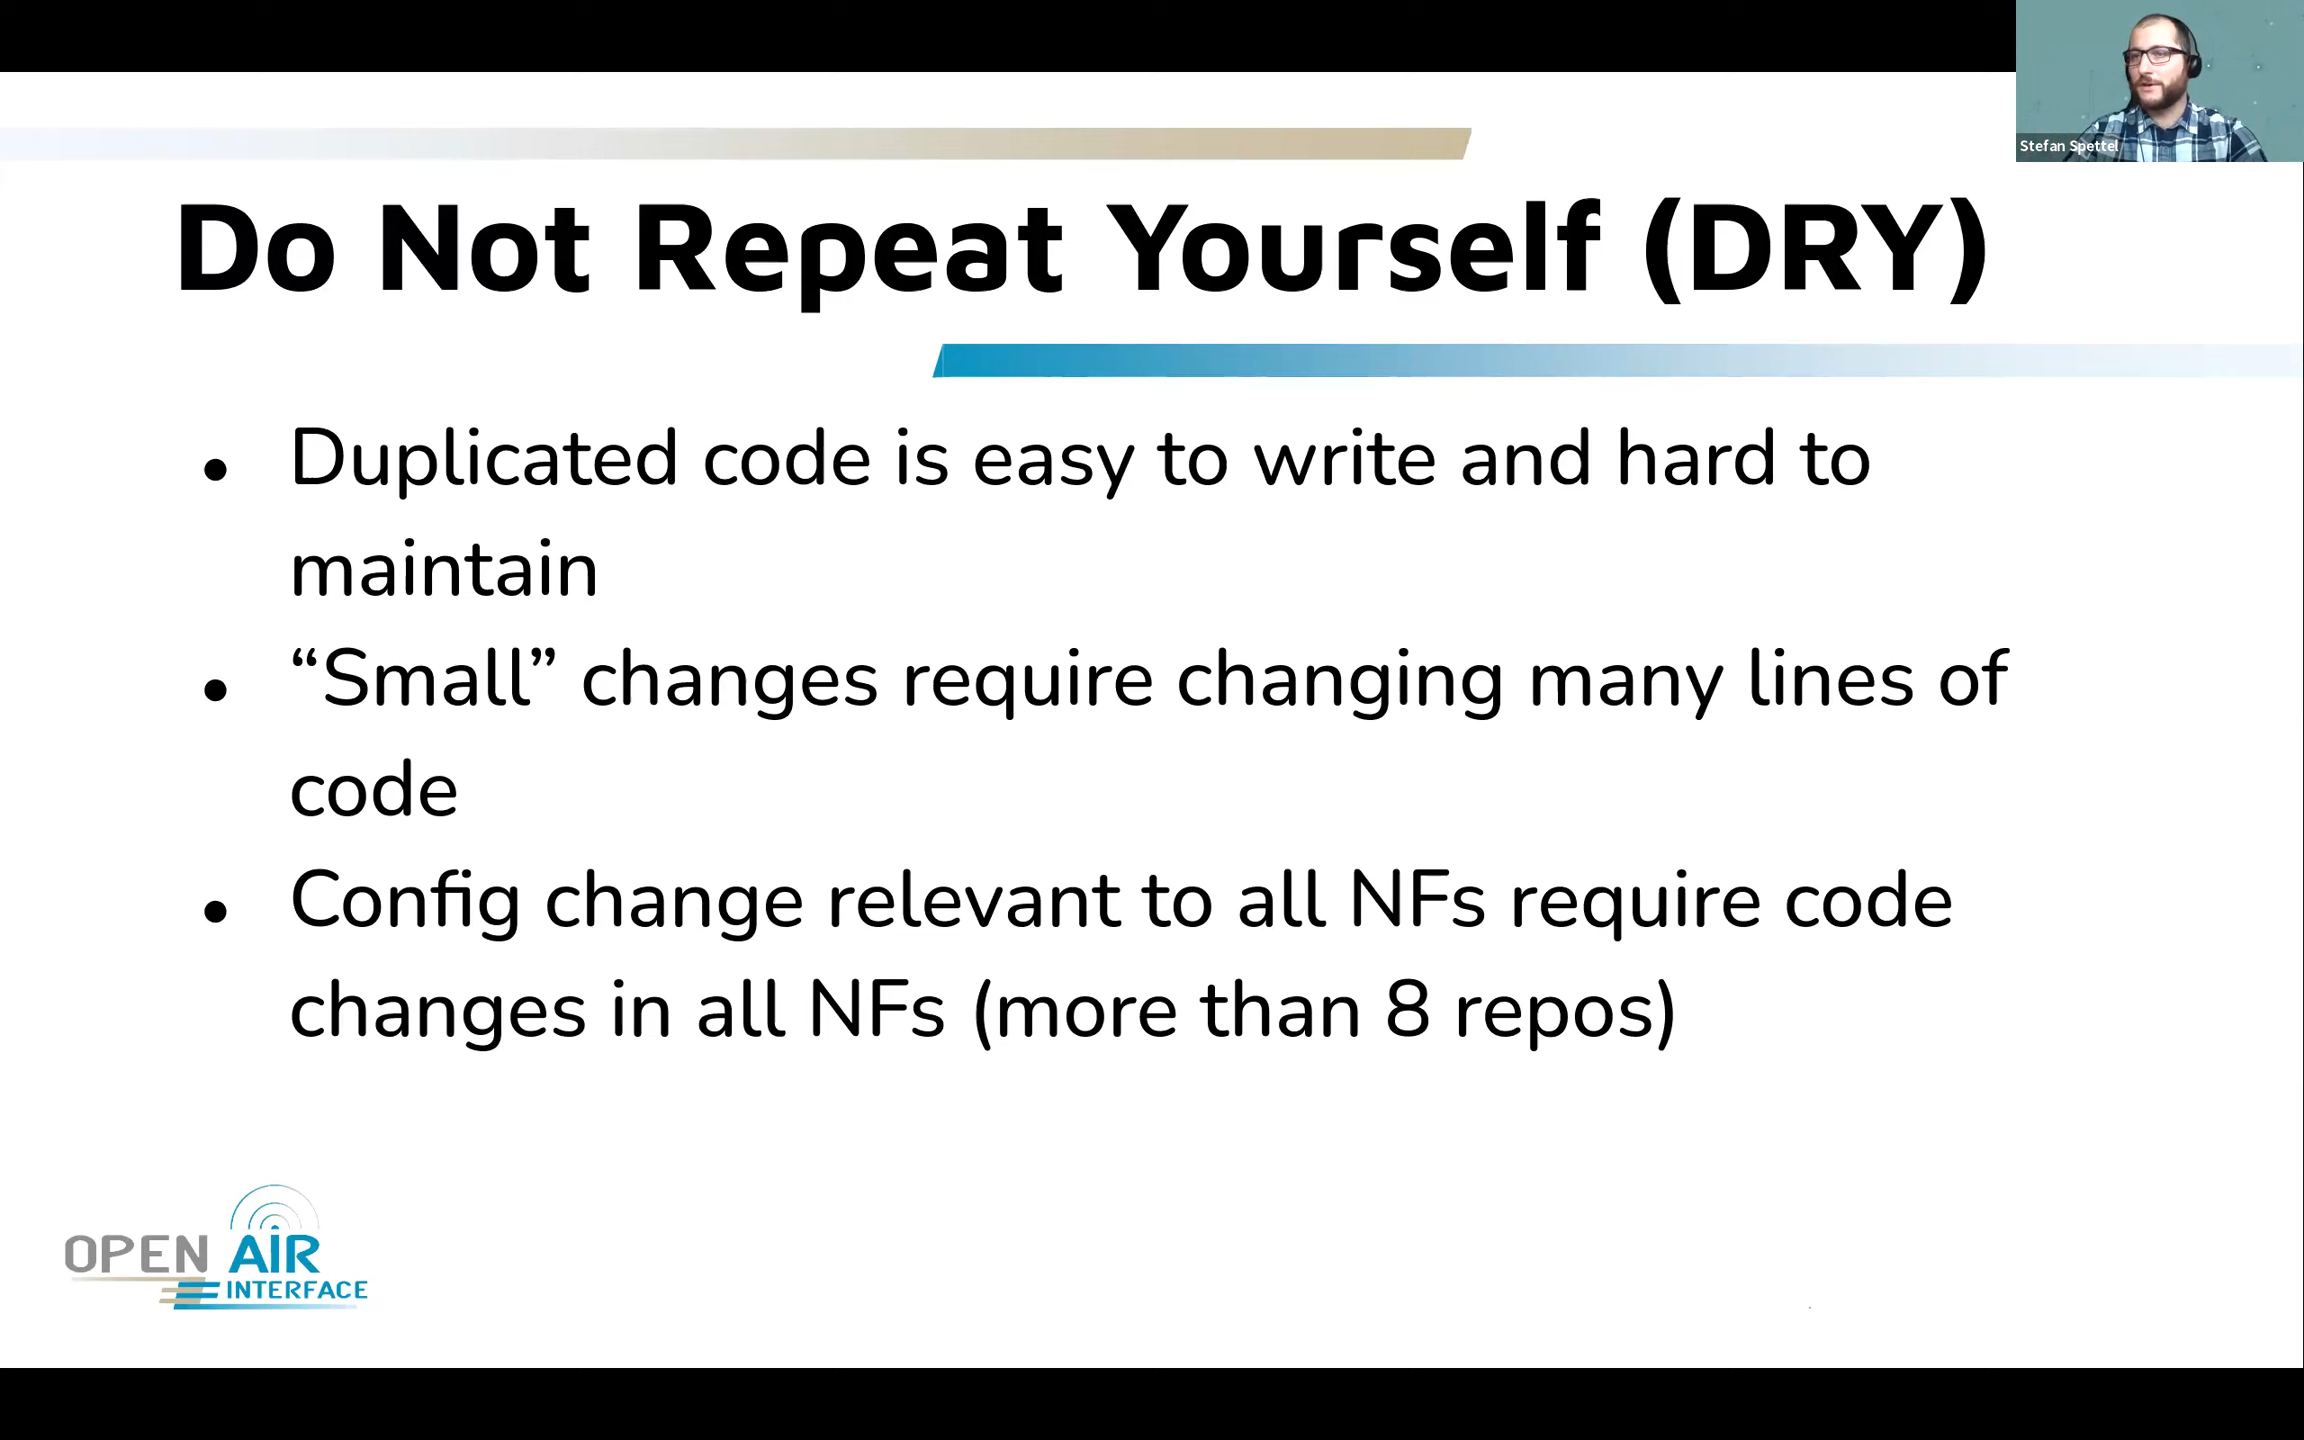 Stefan Spettel
Do Not Repeat Yourself (DRY)
• Duplicated code is easy to write and hard to
maintain
• “Small” changes require changing many lines of
code
• Config change relevant to all NFs require code
changes in all NFs (more than 8 repos)
OPEN AIR
INTERFACE